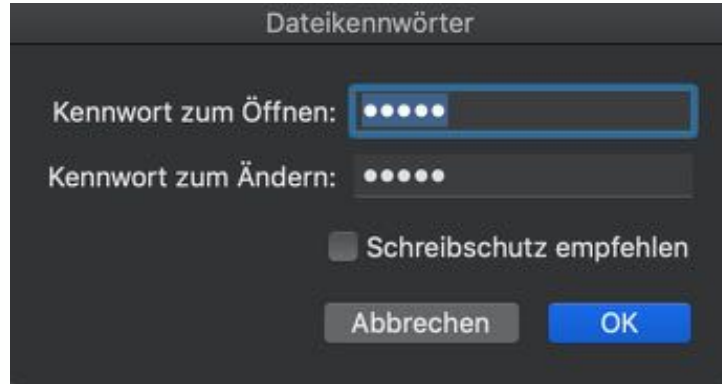 Dateikennwörter
Kennwort zum Öffnen: •••••
Kennwort zum Ändern: •••••
Schreibschutz empfehlen
Abbrechen OK